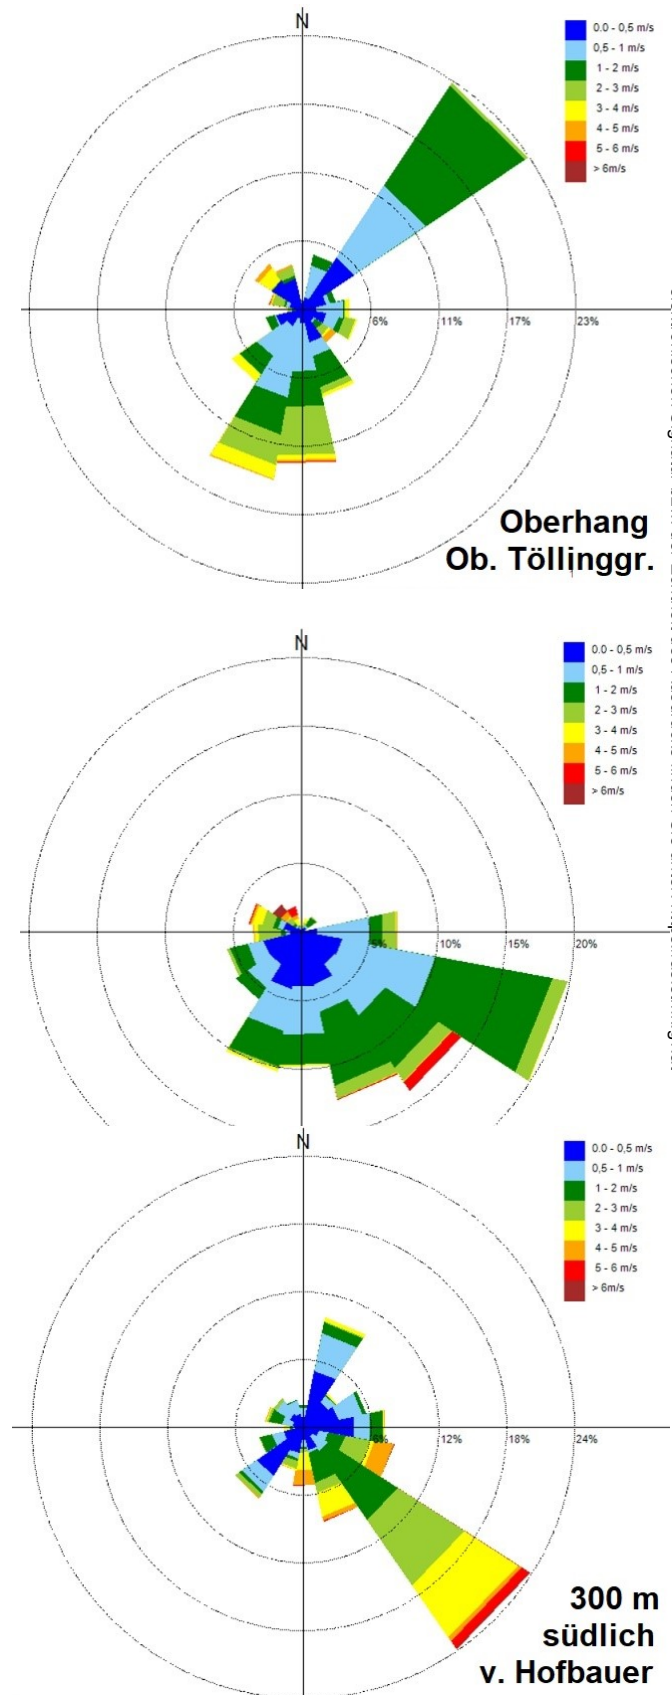 N
0.0 - 0,5 m/s
0,5 - 1 m/s
1 - 2 m/s
2 - 3 m/s
3 - 4 m/s
4 - 5 m/s
5 - 6 m/s
> 6m/s
6% 11% 17% 23%
Oberhang
Ob. Töllinggr.
N
0.0 - 0,5 m/s
0,5 - 1 m/s
1 - 2 m/s
2 - 3 m/s
3 - 4 m/s
4 - 5 m/s
5 - 6 m/s
> 6m/s
5% 10% 15% 20%
N
0.0 - 0,5 m/s
0,5 - 1 m/s
1 - 2 m/s
2 - 3 m/s
3 - 4 m/s
4 - 5 m/s
5 - 6 m/s
> 6m/s
6% 12% 18% 24%
300 m
südlich
v. Hofbauer